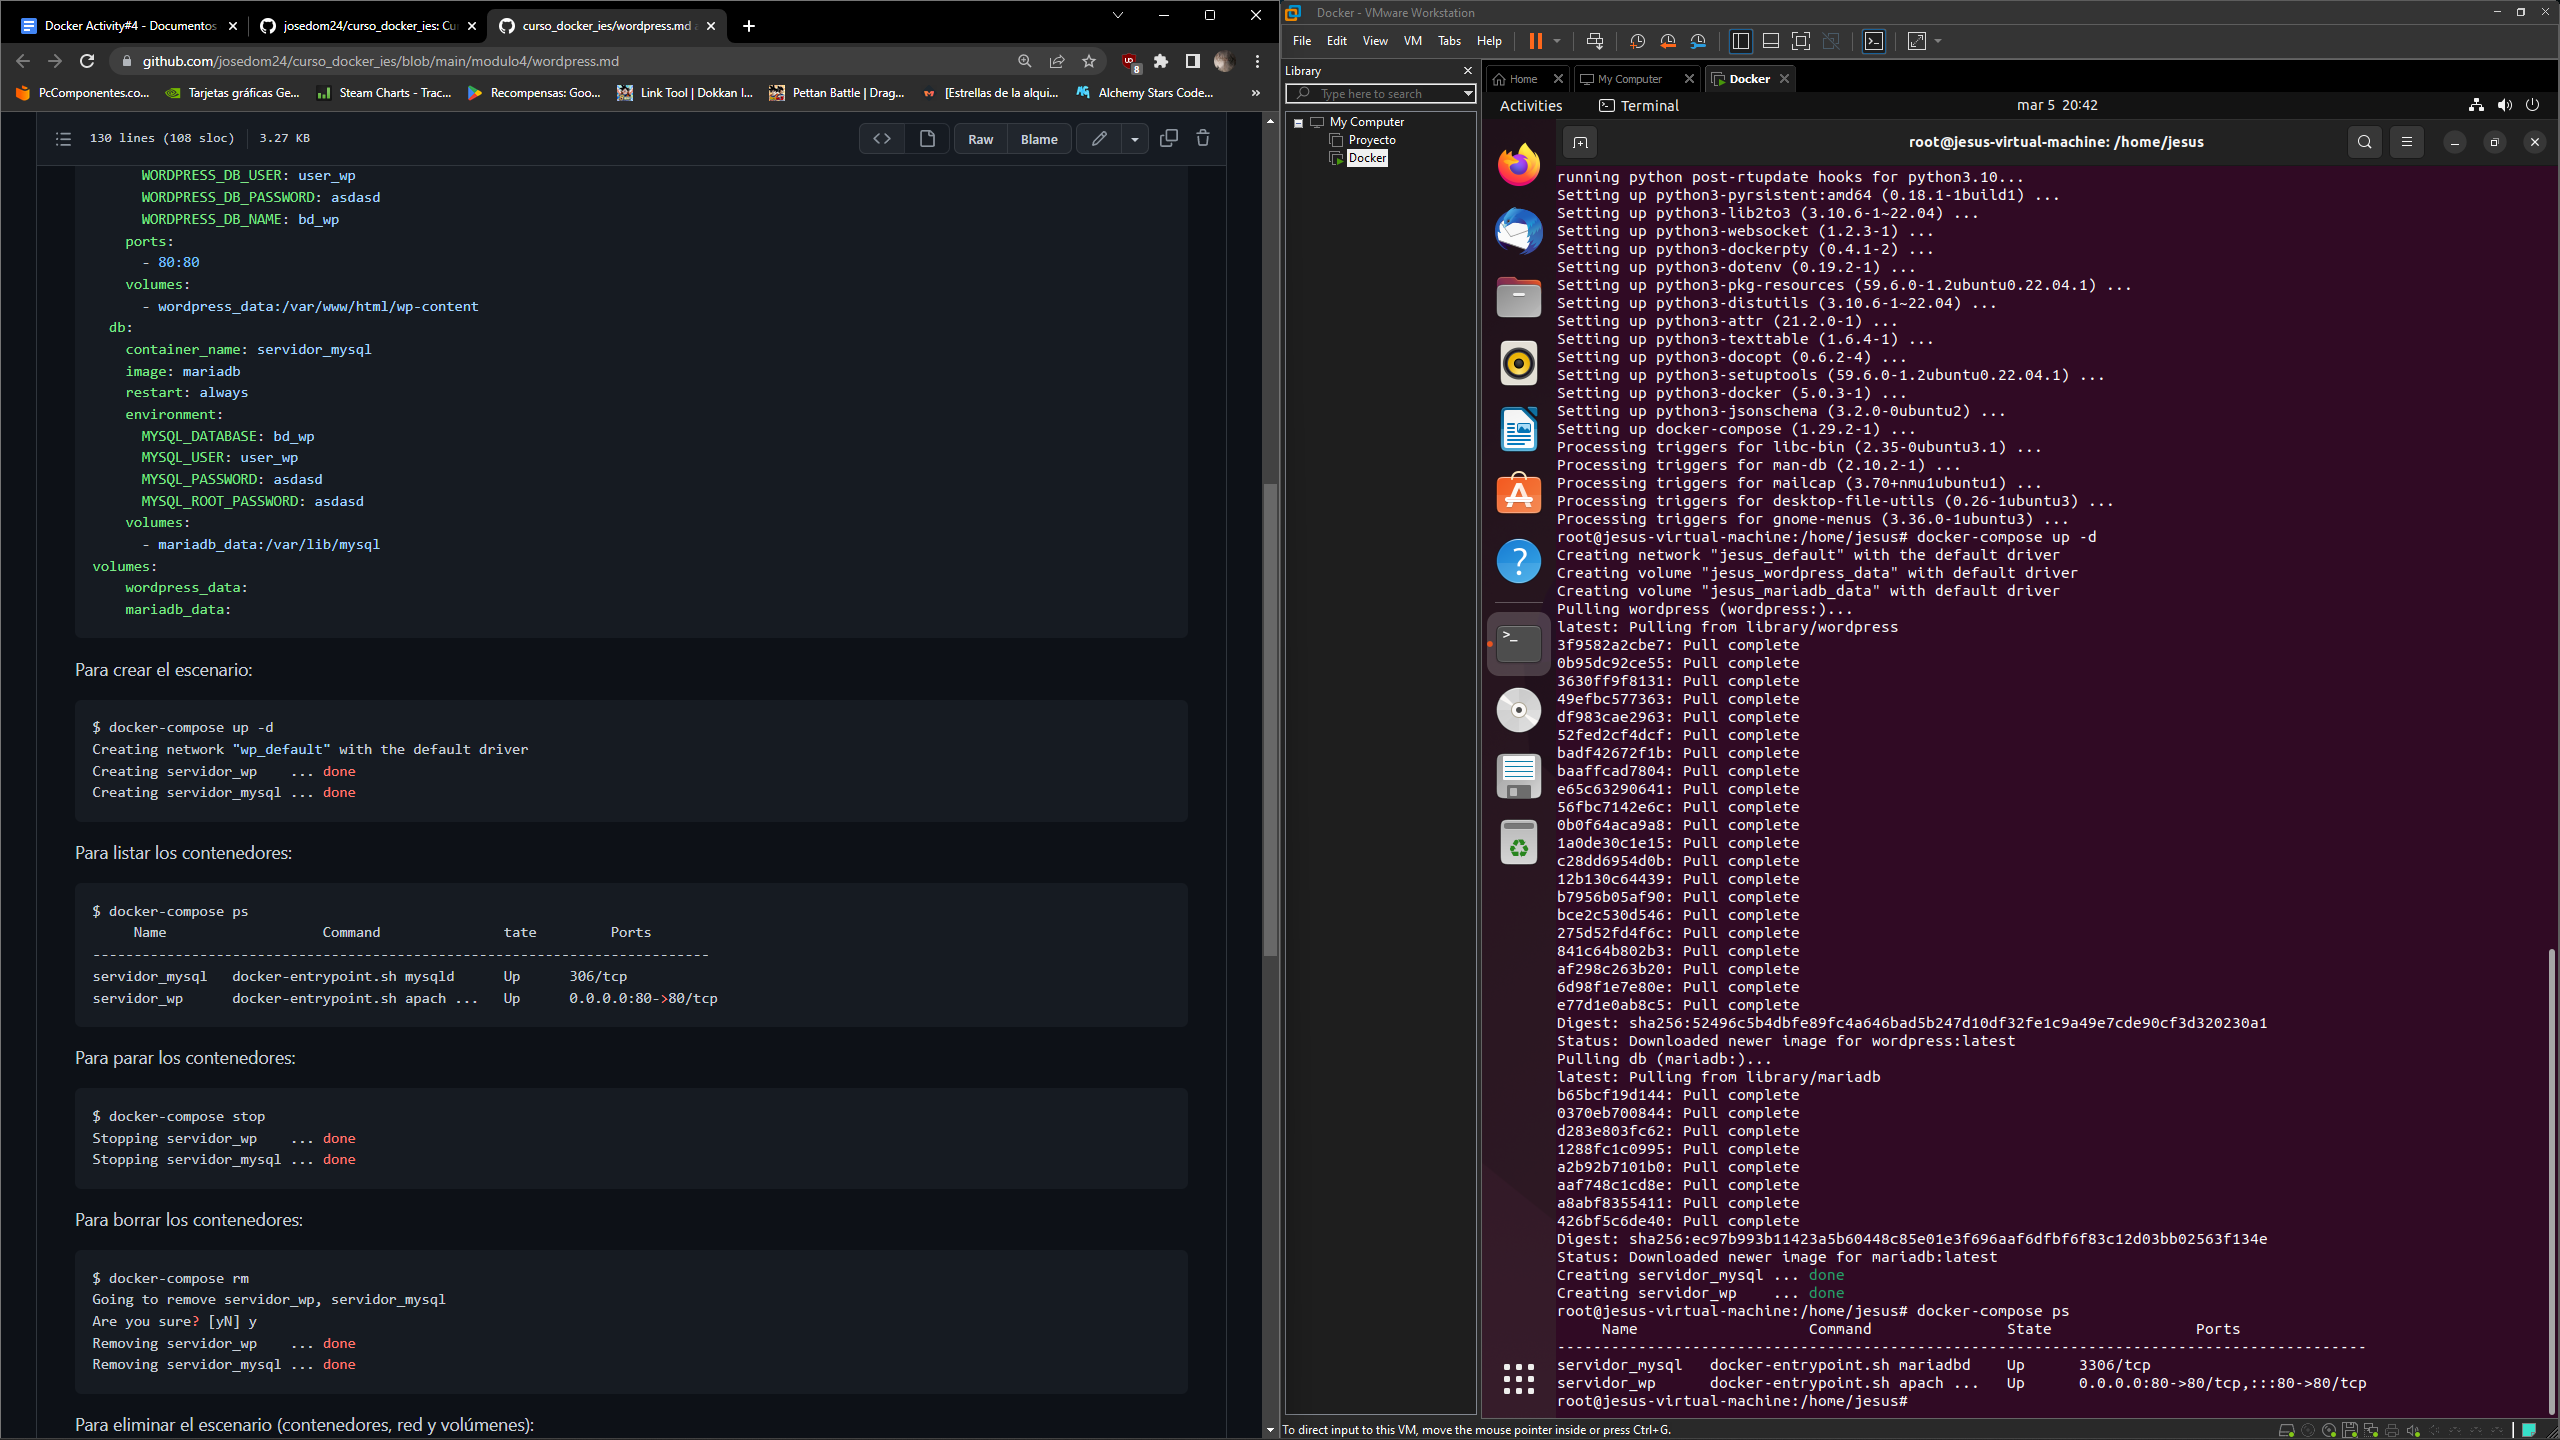 Docker Activity#4 - Documentos
josedom24/curso_docker_ies: Cu
curso_docker_ies/wordpress.md a
github.com/josedom24/curso_docker_ies/blob/main/modulo4/wordpress.md
8
PcComponentes.co...
Tarjetas gráficas Ge...
Steam Charts - Trac...
Recompensas: Goo...
Link Tool | Dokkan I...
Pettan Battle | Drag...
[Estrellas de la alqui...
Alchemy Stars Code...
»
130 lines (108 sloc)
3.27 KB
Raw
Blame
WORDPRESS_DB_USER: user_wp
WORDPRESS_DB_PASSWORD: asdasd
WORDPRESS_DB_NAME: bd_wp
ports:
- 80:80
volumes:
- wordpress_data:/var/www/html/wp-content
db:
container_name: servidor_mysql
image: mariadb
restart: always
environment:
MYSQL_DATABASE: bd_wp
MYSQL_USER: user_wp
MYSQL_PASSWORD: asdasd
MYSQL_ROOT_PASSWORD: asdasd
volumes:
- mariadb_data:/var/lib/mysql
volumes:
wordpress_data:
mariadb_data:
Para crear el escenario:
$ docker-compose up -d
Creating network "wp_default" with the default driver
Creating servidor_wp    ... done
Creating servidor_mysql ... done
Para listar los contenedores:
$ docker-compose ps
Name                   Command               tate         Ports
---------------------------------------------------------------------------
servidor_mysql   docker-entrypoint.sh mysqld      Up      306/tcp
servidor_wp      docker-entrypoint.sh apach ...   Up      0.0.0.0:80->80/tcp
Para parar los contenedores:
$ docker-compose stop
Stopping servidor_wp    ... done
Stopping servidor_mysql ... done
Para borrar los contenedores:
$ docker-compose rm
Going to remove servidor_wp, servidor_mysql
Are you sure? [yN] y
Removing servidor_wp    ... done
Removing servidor_mysql ... done
Para eliminar el escenario (contenedores, red y volúmenes):
Docker - VMware Workstation
File Edit View VM Tabs Help
Library
Type here to search
My Computer
Proyecto
Docker
Home
My Computer
Docker
Activities
Terminal
mar 5 20:42
root@jesus-virtual-machine: /home/jesus
running python post-rtupdate hooks for python3.10...
Setting up python3-pyrsistent:amd64 (0.18.1-1build1) ...
Setting up python3-lib2to3 (3.10.6-1~22.04) ...
Setting up python3-websocket (1.2.3-1) ...
Setting up python3-dockerpty (0.4.1-2) ...
Setting up python3-dotenv (0.19.2-1) ...
Setting up python3-pkg-resources (59.6.0-1.2ubuntu0.22.04.1) ...
Setting up python3-distutils (3.10.6-1~22.04) ...
Setting up python3-attr (21.2.0-1) ...
Setting up python3-texttable (1.6.4-1) ...
Setting up python3-docopt (0.6.2-4) ...
Setting up python3-setuptools (59.6.0-1.2ubuntu0.22.04.1) ...
Setting up python3-docker (5.0.3-1) ...
Setting up python3-jsonschema (3.2.0-0ubuntu2) ...
Setting up docker-compose (1.29.2-1) ...
Processing triggers for libc-bin (2.35-0ubuntu3.1) ...
Processing triggers for man-db (2.10.2-1) ...
Processing triggers for mailcap (3.70+nmu1ubuntu1) ...
Processing triggers for desktop-file-utils (0.26-1ubuntu3) ...
Processing triggers for gnome-menus (3.36.0-1ubuntu3) ...
root@jesus-virtual-machine:/home/jesus# docker-compose up -d
Creating network "jesus_default" with the default driver
Creating volume "jesus_wordpress_data" with default driver
Creating volume "jesus_mariadb_data" with default driver
Pulling wordpress (wordpress:)...
latest: Pulling from library/wordpress
3f9582a2cbe7: Pull complete
0b95dc92ce55: Pull complete
3630ff9f8131: Pull complete
49efbc577363: Pull complete
df983cae2963: Pull complete
52fed2cf4dcf: Pull complete
badf42672f1b: Pull complete
baaffcad7804: Pull complete
e65c63290641: Pull complete
56fbc7142e6c: Pull complete
0b0f64aca9a8: Pull complete
1a0de30c1e15: Pull complete
c28dd6954d0b: Pull complete
12b130c64439: Pull complete
b7956b05af90: Pull complete
bce2c530d546: Pull complete
275d52fd4f6c: Pull complete
841c64b802b3: Pull complete
af298c263b20: Pull complete
6d98f1e7e80e: Pull complete
e77d1e0ab8c5: Pull complete
Digest: sha256:52496c5b4dbfe89fc4a646bad5b247d10df32fe1c9a49e7cde90cf3d320230a1
Status: Downloaded newer image for wordpress:latest
Pulling db (mariadb:)...
latest: Pulling from library/mariadb
b65bcf19d144: Pull complete
0370eb700844: Pull complete
d283e803fc62: Pull complete
1288fc1c0995: Pull complete
a2b92b7101b0: Pull complete
aaf748c1cd8e: Pull complete
a8abf8355411: Pull complete
426bf5c6de40: Pull complete
Digest: sha256:ec97b993b11423a5b60448c85e01e3f696aaf6dfbf6f83c12d03bb02563f134e
Status: Downloaded newer image for mariadb:latest
Creating servidor_mysql ... done
Creating servidor_wp    ... done
root@jesus-virtual-machine:/home/jesus# docker-compose ps
Name                   Command               State                Ports
------------------------------------------------------------------------------------------
servidor_mysql   docker-entrypoint.sh mariadbd    Up      3306/tcp
servidor_wp      docker-entrypoint.sh apach ...   Up      0.0.0.0:80->80/tcp,:::80->80/tcp
root@jesus-virtual-machine:/home/jesus#
To direct input to this VM, move the mouse pointer inside or press Ctrl+G.